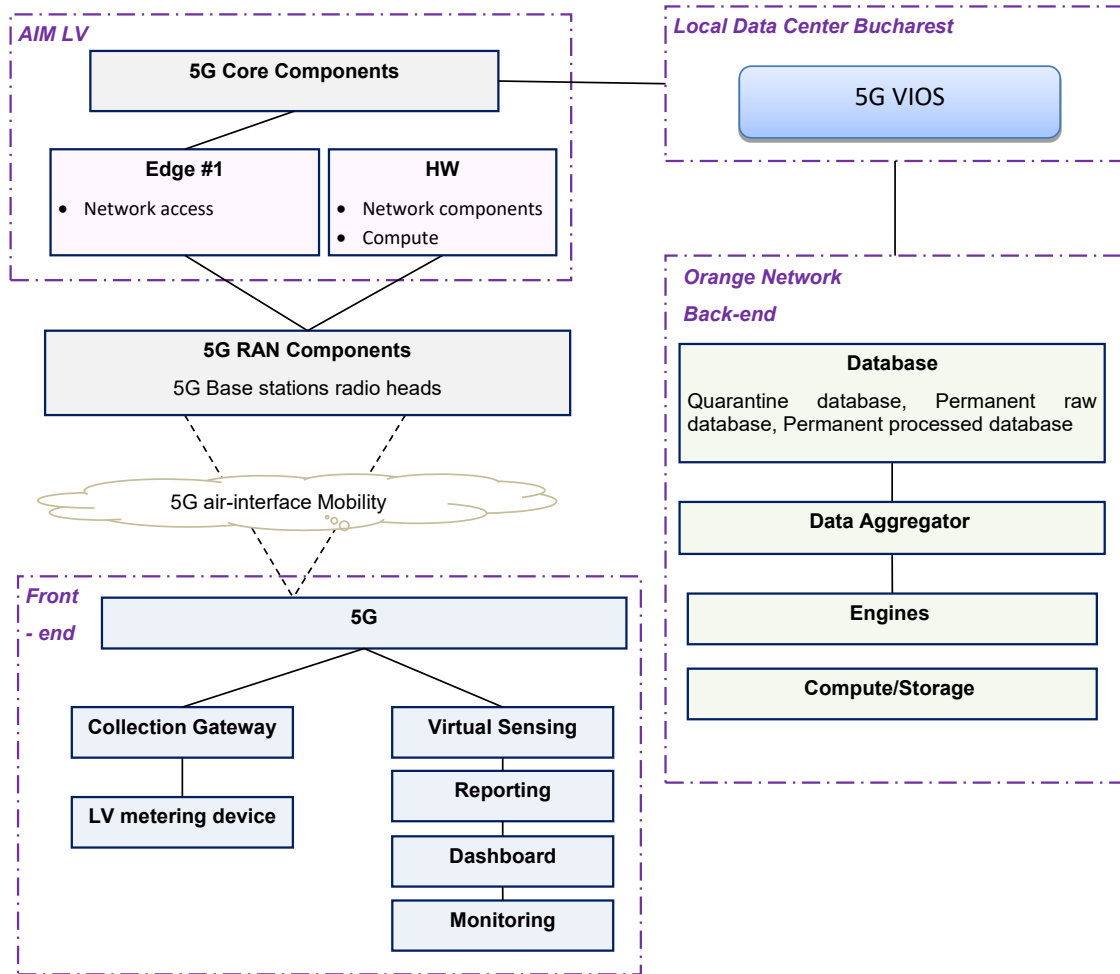 AIM LV
5G Core Components
Edge #1
• Network access
HW
• Network components
• Compute
5G RAN Components
5G Base stations radio heads
5G air-interface Mobility
Front
- end
5G
Collection Gateway
LV metering device
Virtual Sensing
Reporting
Dashboard
Monitoring
Local Data Center Bucharest
5G VIOS
Orange Network
Back-end
Database
Quarantine database, Permanent raw
database, Permanent processed database
Data Aggregator
Engines
Compute/Storage